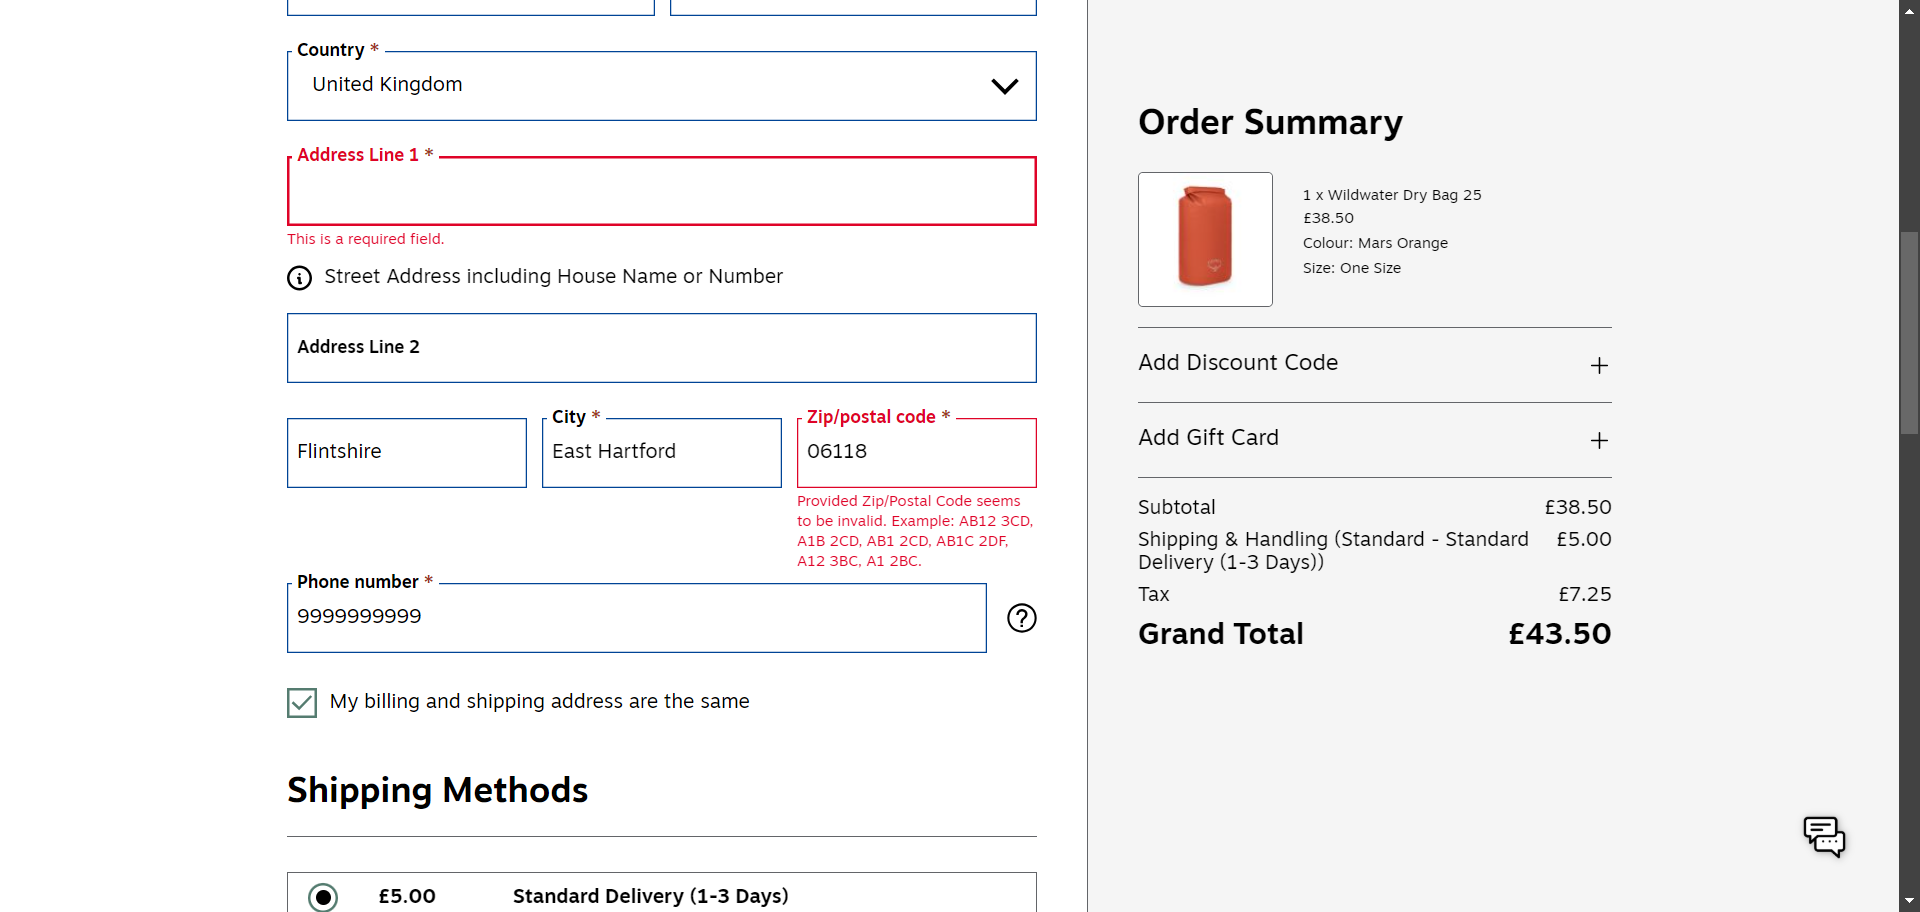 Country *
United Kingdom
Address Line 1 *
This is a required field.
Street Address including House Name or Number
Address Line 2
Flintshire
City *
East Hartford
Zip/postal code *
06118
Provided Zip/Postal Code seems
to be invalid. Example: AB12 3CD,
A1B 2CD, AB1 2CD, AB1C 2DF,
A12 3BC, A1 2BC.
Phone number *
9999999999
My billing and shipping address are the same
Shipping Methods
£5.00 Standard Delivery (1-3 Days)
Order Summary
1 x Wildwater Dry Bag 25
£38.50
Colour: Mars Orange
Size: One Size
Add Discount Code
Add Gift Card
Subtotal £38.50
Shipping & Handling (Standard - Standard £5.00
Delivery (1-3 Days))
Tax £7.25
Grand Total £43.50